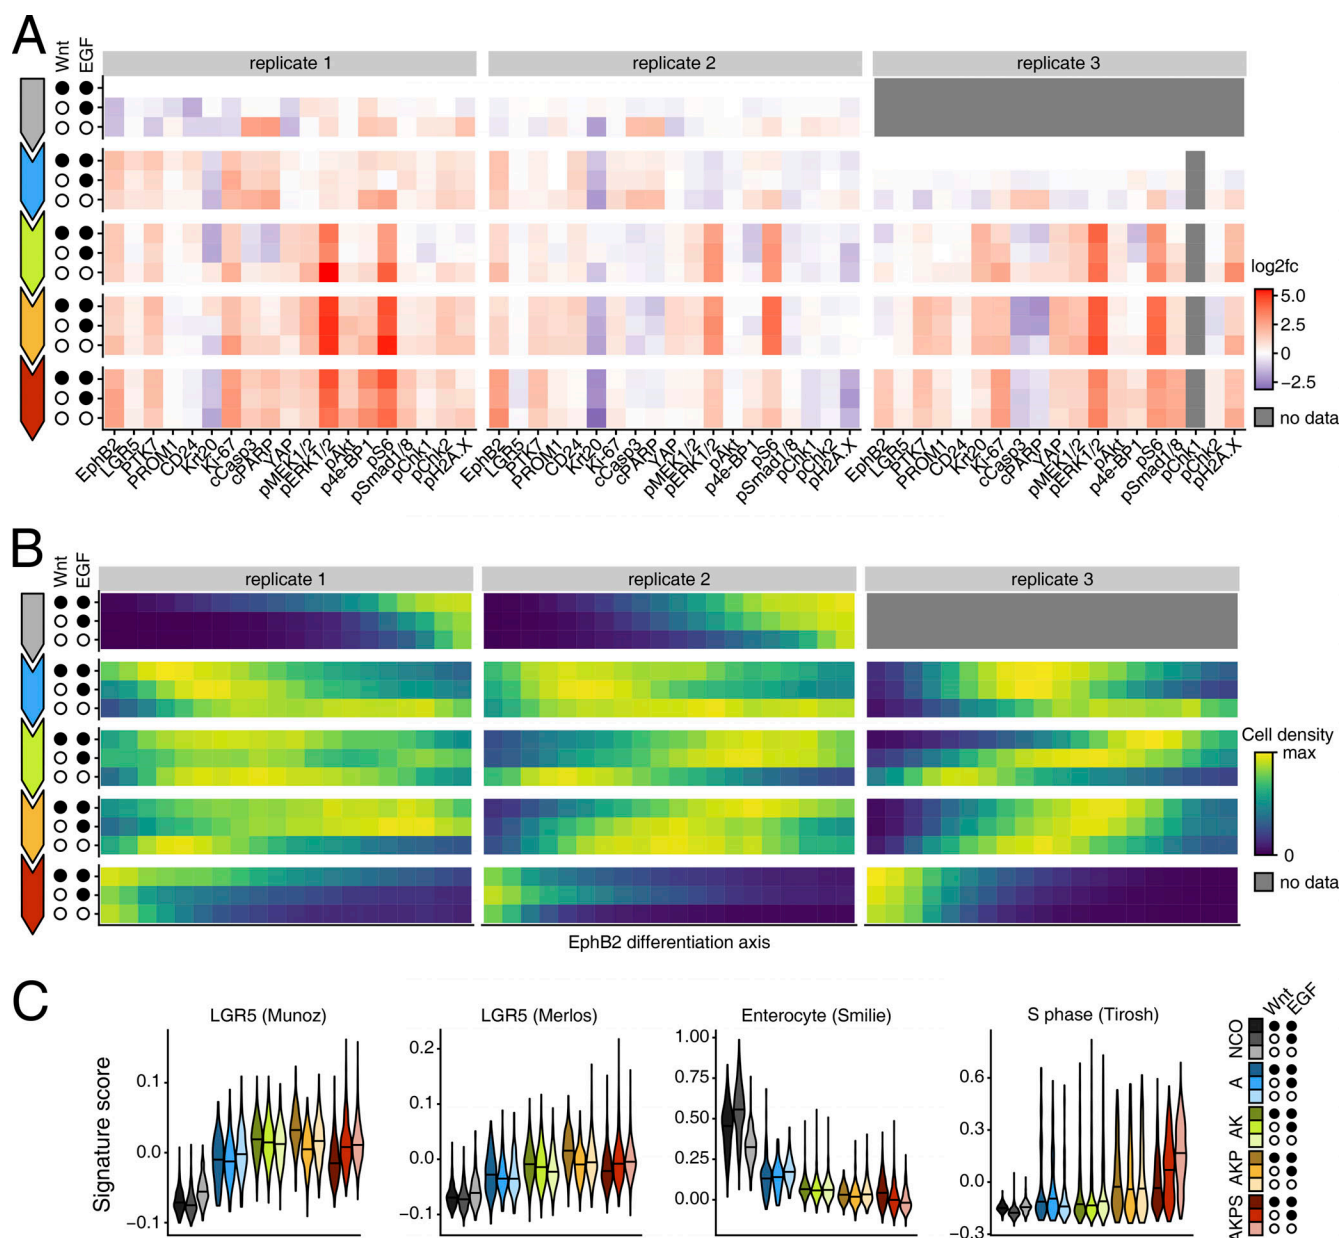 A
Wnt
EGF
replicate 1
replicate 2
replicate 3
log2fc
5.0
2.5
0
−2.5
no data
EphB2
LGR5
PTK7
PROM1
CD24
Krt20
Ki-67
cCasp3
cPARP
YAP
pMEK1/2
pERK1/2
pAkt
p4e-BP1
pS6
pSmad1/8
pChk1
pChk2
pH2A.X
EphB2
LGR5
PTK7
PROM1
CD24
Krt20
Ki-67
cCasp3
cPARP
YAP
pMEK1/2
pERK1/2
pAkt
p4e-BP1
pS6
pSmad1/8
pChk1
pChk2
pH2A.X
EphB2
LGR5
PTK7
PROM1
CD24
Krt20
Ki-67
cCasp3
cPARP
YAP
pMEK1/2
pERK1/2
pAkt
p4e-BP1
pS6
pSmad1/8
pChk1
pChk2
pH2A.X
B
Wnt
EGF
replicate 1
replicate 2
replicate 3
Cell density
max
0
no data
EphB2 differentiation axis
C
Signature score
LGR5 (Munoz)
0.1
0.0
−0.1
LGR5 (Merlos)
0.2
0.0
−0.1
Enterocyte (Smilie)
1.00
0.75
0.50
0.25
0.00
S phase (Tirosh)
0.6
0.3
0.0
−0.3
Wnt
EGF
NCO
A
AK
AKP
AKPS